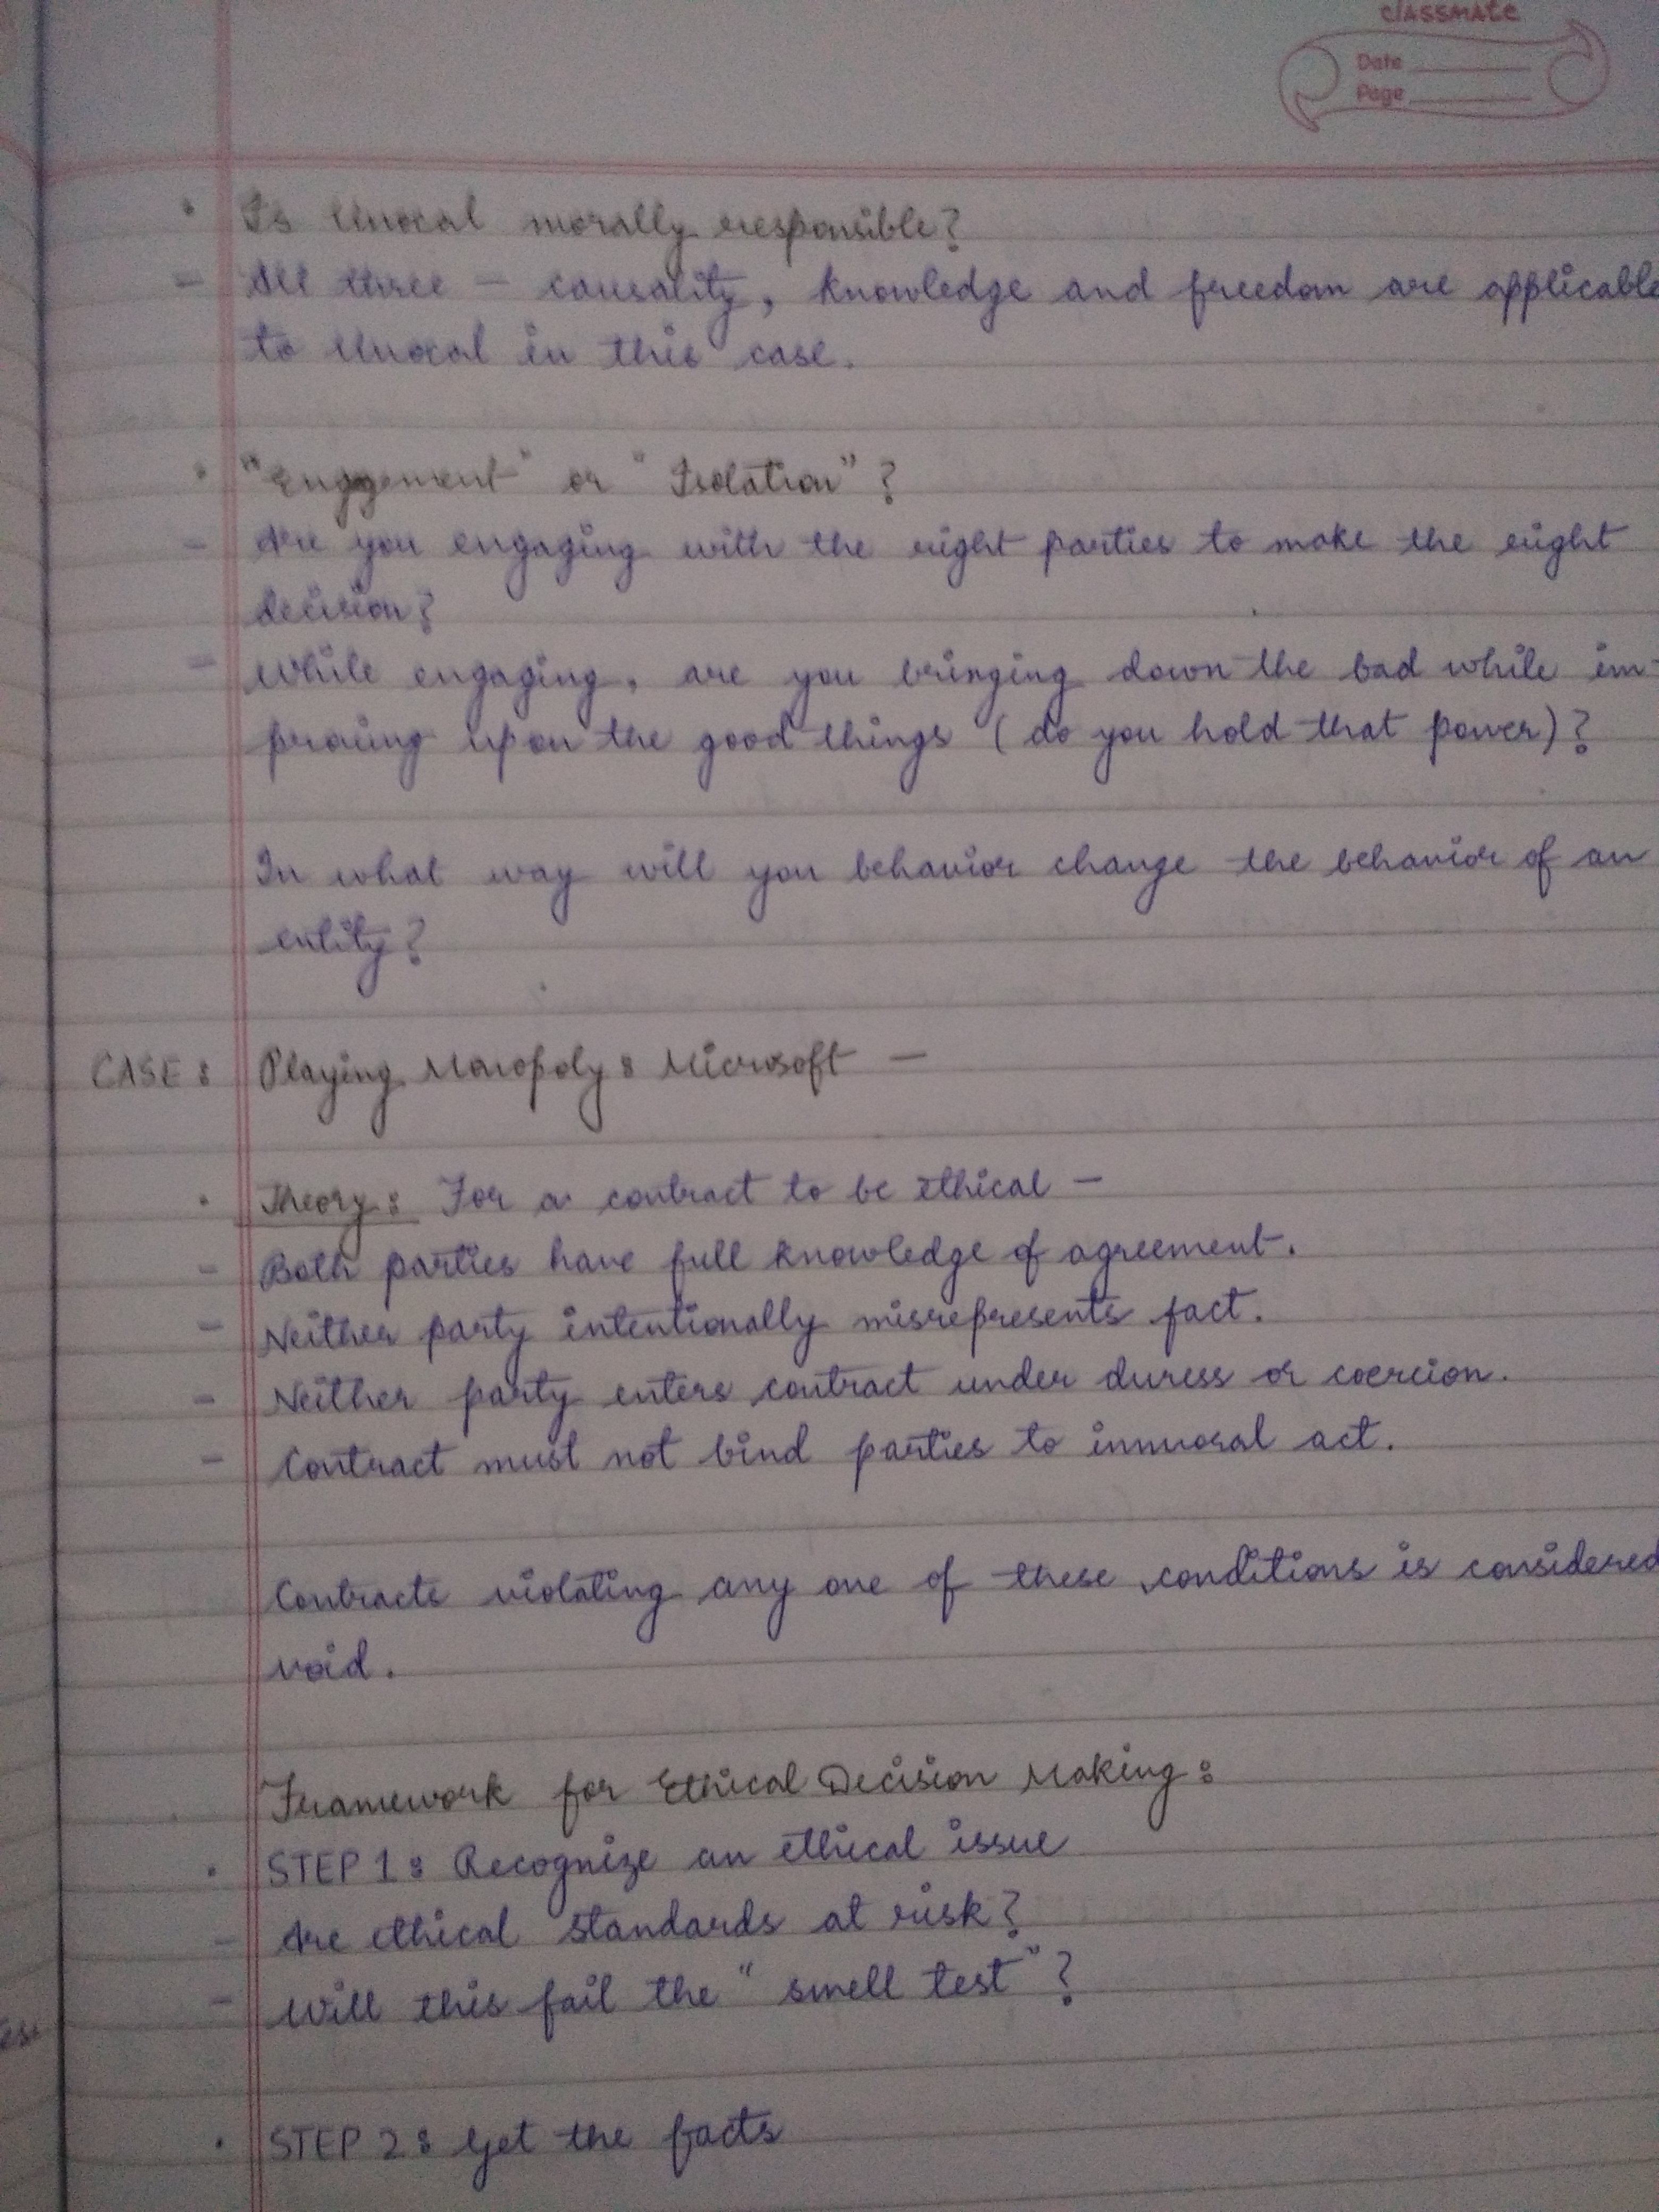 classmate
Date
Page
• Is Unocal morally responsible?
– All three – causality, knowledge and freedom are applicable
to Unocal in this case.
• "Enggement" or "Isolation"?
– Are you engaging with the right parties to make the right
decision?
– While engaging, are you bringing down the bad while im-
proving upon the good things (do you hold that power)?
In what way will you behavior change the behavior of an
entity?
CASE: Playing Monopoly: Microsoft –
• Theory: For a contract to be ethical –
– Both parties have full knowledge of agreement.
– Neither party intentionally misrepresents fact.
– Neither party enters contract under duress or coercion.
– Contract must not bind parties to immoral act.
Contracts violating any one of these conditions is considered
void.
Framework for Ethical Decision Making:
• STEP 1: Recognize an ethical issue
– Are ethical standards at risk?
– Will this fail the "smell test"?
• STEP 2: Get the facts